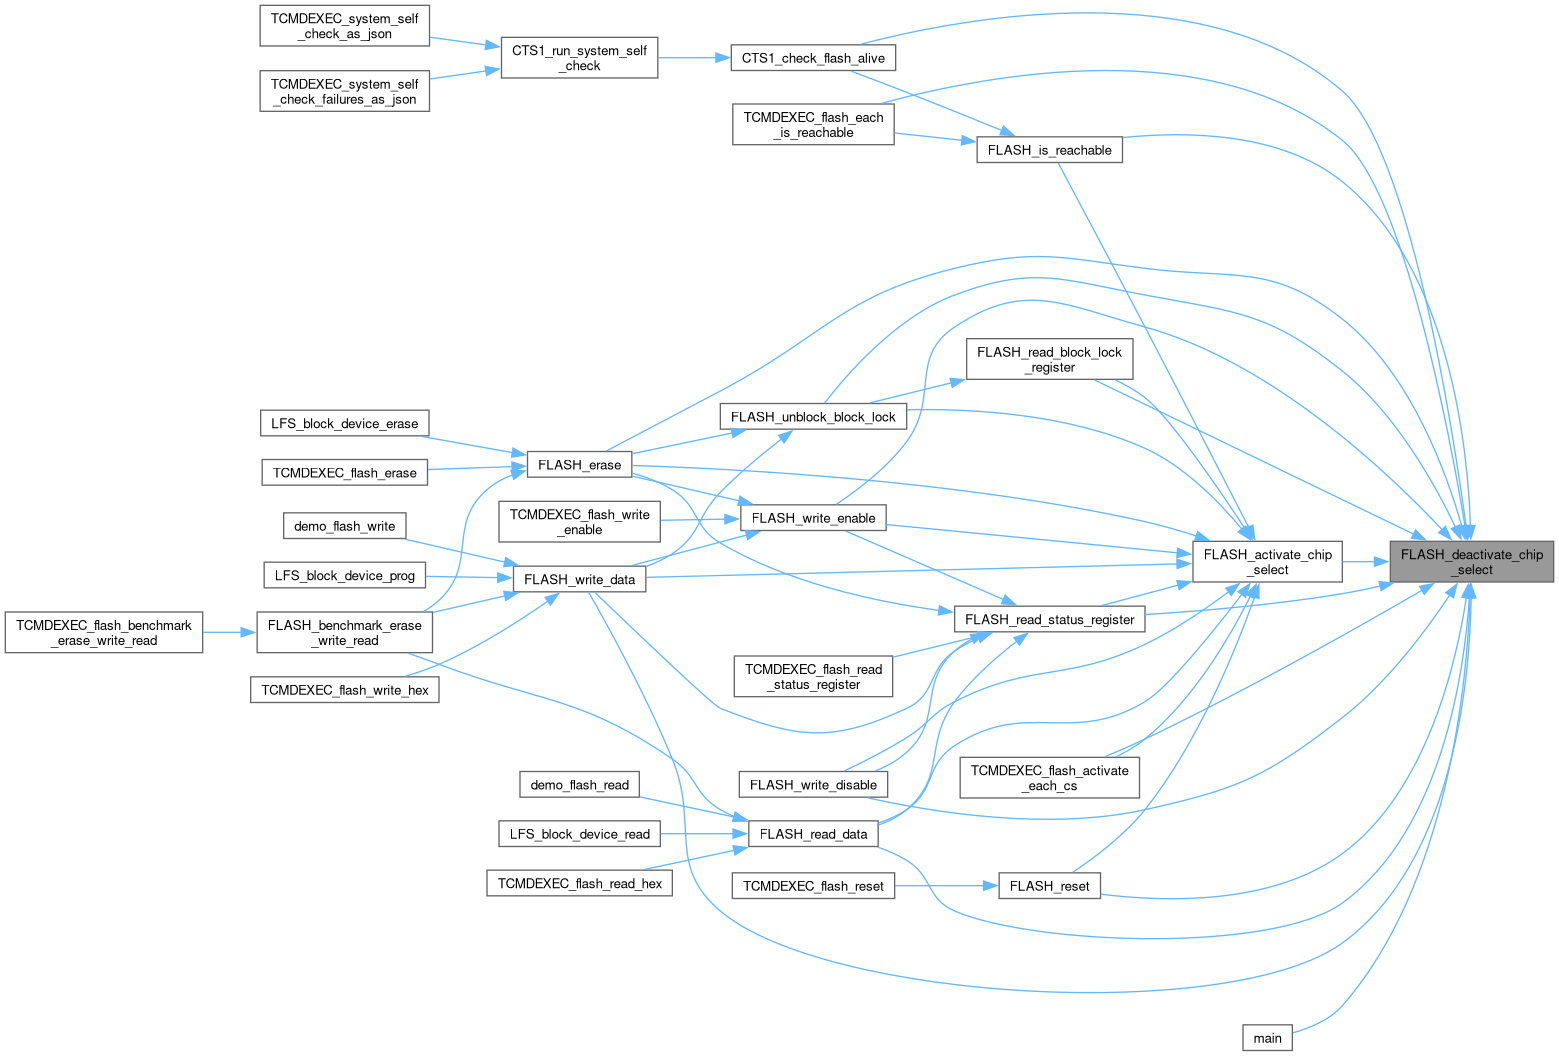 TCMDEXEC_system_self
_check_as_json
CTS1_run_system_self
_check
CTS1_check_flash_alive
TCMDEXEC_system_self
_check_failures_as_json
TCMDEXEC_flash_each
_is_reachable
FLASH_is_reachable
FLASH_read_block_lock
_register
FLASH_unblock_block_lock
LFS_block_device_erase
FLASH_erase
TCMDEXEC_flash_erase
TCMDEXEC_flash_write
_enable
FLASH_write_enable
demo_flash_write
FLASH_activate_chip
_select
FLASH_deactivate_chip
_select
LFS_block_device_prog
FLASH_write_data
TCMDEXEC_flash_benchmark
_erase_write_read
FLASH_benchmark_erase
_write_read
FLASH_read_status_register
TCMDEXEC_flash_read
_status_register
TCMDEXEC_flash_write_hex
TCMDEXEC_flash_activate
_each_cs
demo_flash_read
FLASH_write_disable
LFS_block_device_read
FLASH_read_data
TCMDEXEC_flash_read_hex
TCMDEXEC_flash_reset
FLASH_reset
main